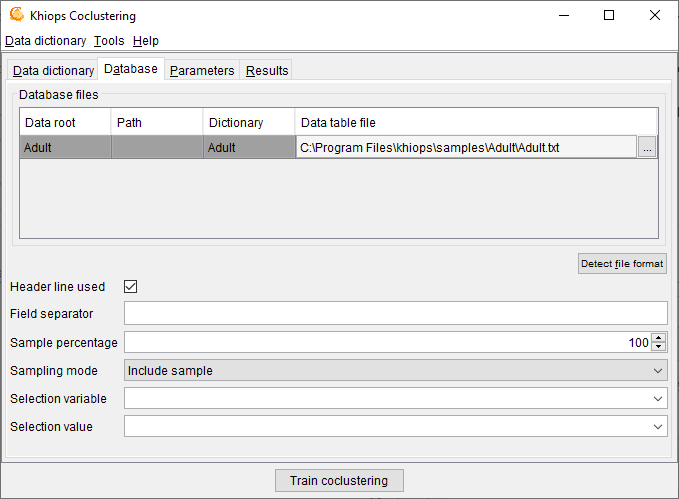 Khiops Coclustering
Data dictionary Tools Help
Data dictionary Database Parameters Results
Database files
Data root Path Dictionary Data table file
Adult Adult C:\Program Files\khiops\samples\Adult\Adult.txt ...
Detect file format
Header line used
Field separator
Sample percentage 100
Sampling mode Include sample
Selection variable
Selection value
Train coclustering